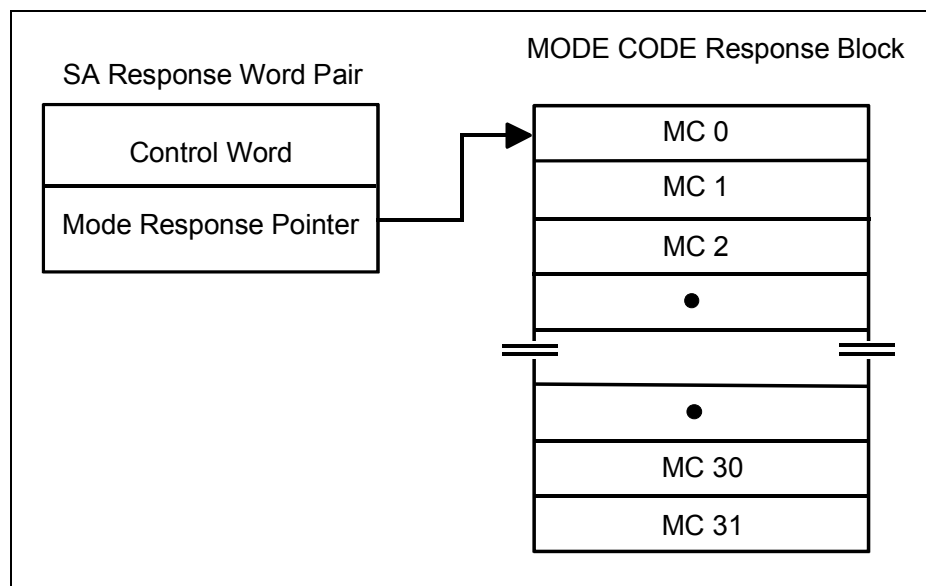 MODE CODE Response Block
SA Response Word Pair
Control Word
Mode Response Pointer
MC 0
MC 1
MC 2
MC 30
MC 31